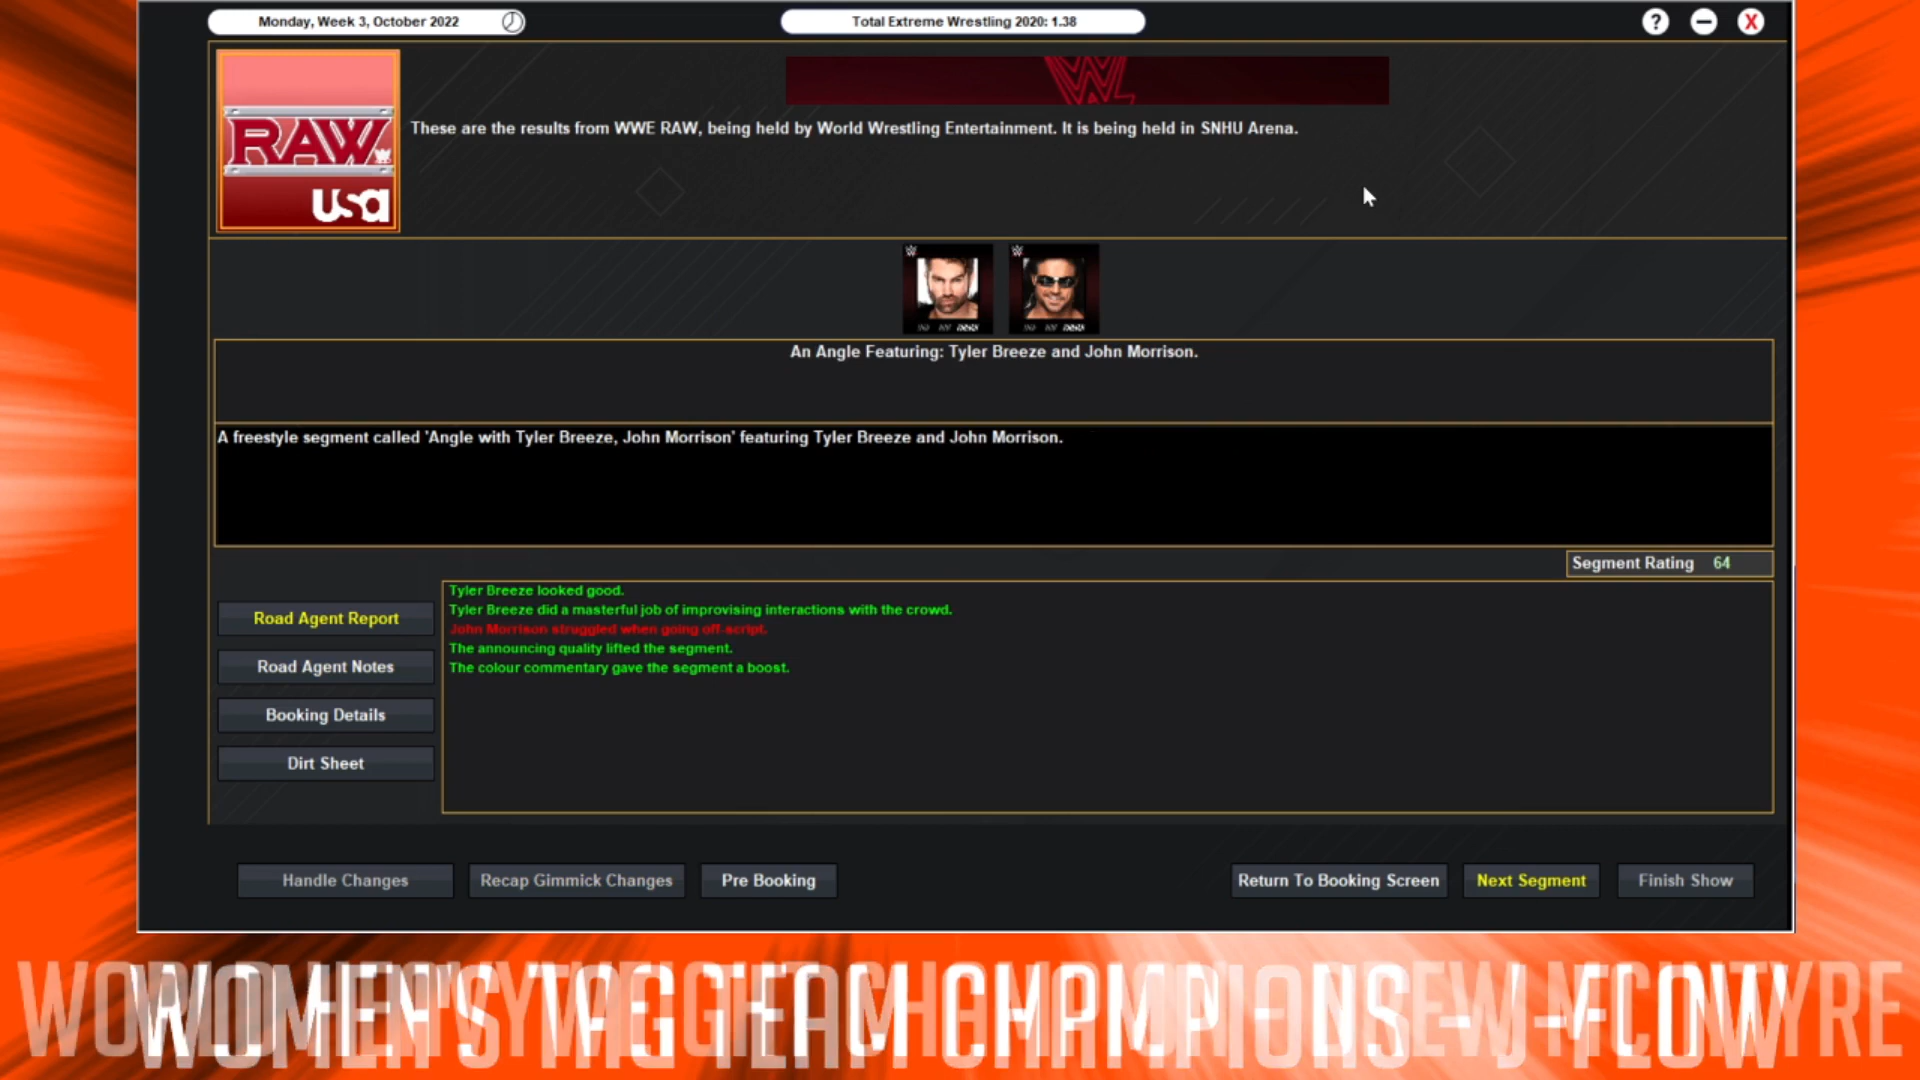 Monday, Week 3, October 2022
Total Extreme Wrestling 2020: 1.38
?
X
RAW
usa
These are the results from WWE RAW, being held by World Wrestling Entertainment. It is being held in SNHU Arena.
An Angle Featuring: Tyler Breeze and John Morrison.
A freestyle segment called 'Angle with Tyler Breeze, John Morrison' featuring Tyler Breeze and John Morrison.
Segment Rating 64
Road Agent Report
Road Agent Notes
Booking Details
Dirt Sheet
Tyler Breeze looked good.
Tyler Breeze did a masterful job of improvising interactions with the crowd.
John Morrison struggled when going off-script.
The announcing quality lifted the segment.
The colour commentary gave the segment a boost.
Handle Changes
Recap Gimmick Changes
Pre Booking
Return To Booking Screen
Next Segment
Finish Show
WOMEN'S TAG TEAM CHAMPIONS - J-FLOW